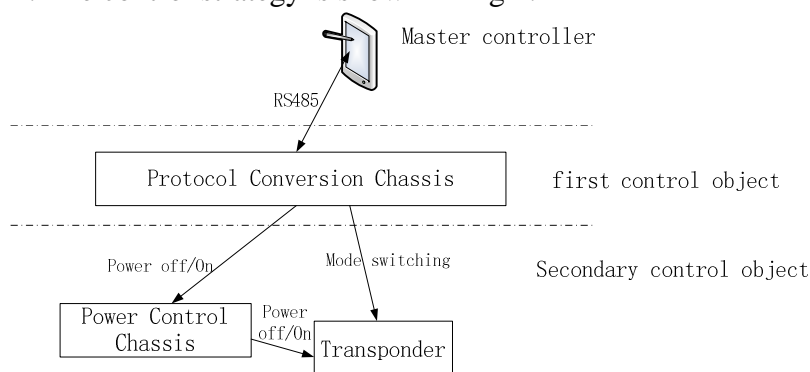 Master controller
RS485
Protocol Conversion Chassis
first control object
Power off/On
Mode switching
Secondary control object
Power Control
Chassis
Power
off/On
Transponder